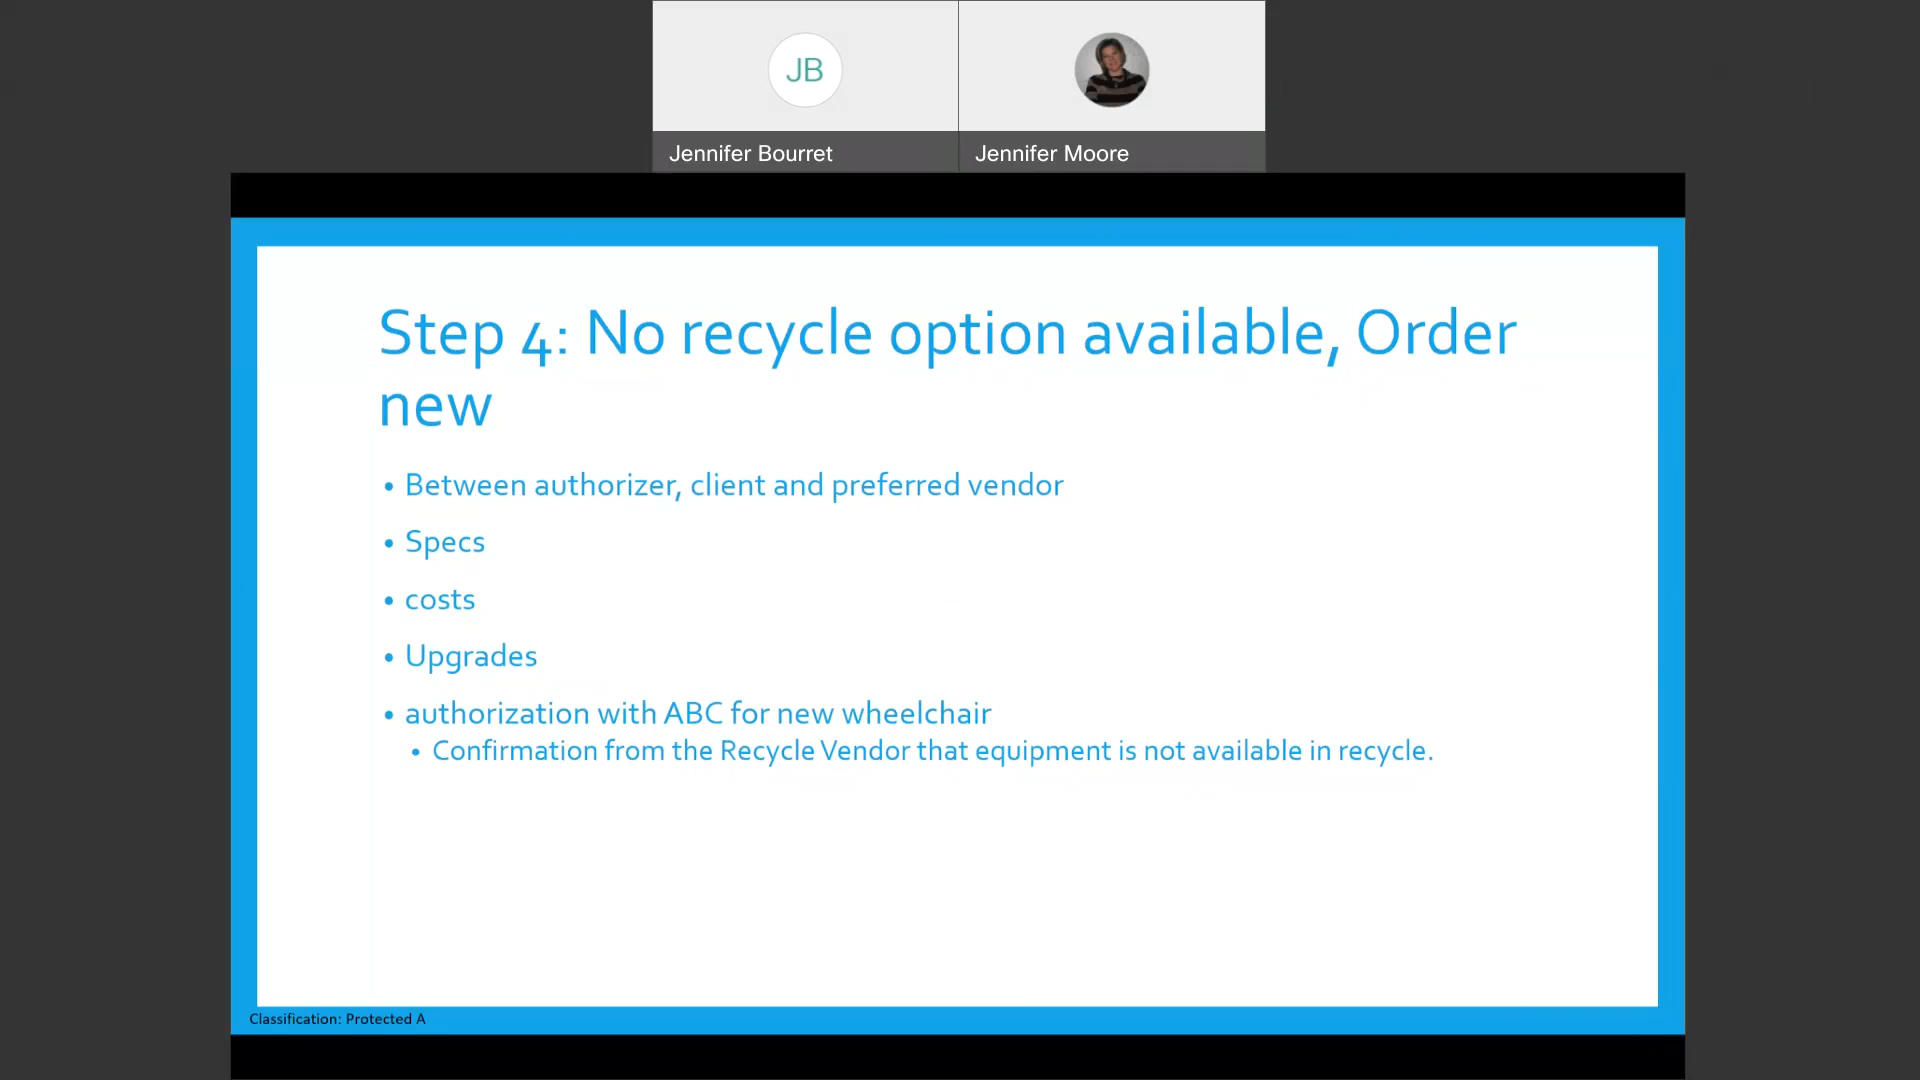 JB
Jennifer Bourret
Jennifer Moore
Step 4: No recycle option available, Order
new
• Between authorizer, client and preferred vendor
• Specs
• costs
• Upgrades
• authorization with ABC for new wheelchair
• Confirmation from the Recycle Vendor that equipment is not available in recycle.
Classification: Protected A